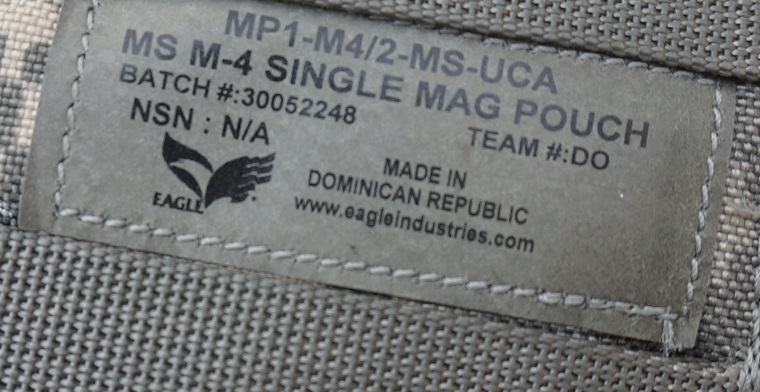 MP1-M4/2-MS-UCA
MS M-4 SINGLE MAG POUCH
BATCH #:30052248
TEAM #:DO
NSN : N/A
EAGLE
MADE IN
DOMINICAN REPUBLIC
www.eagleindustries.com